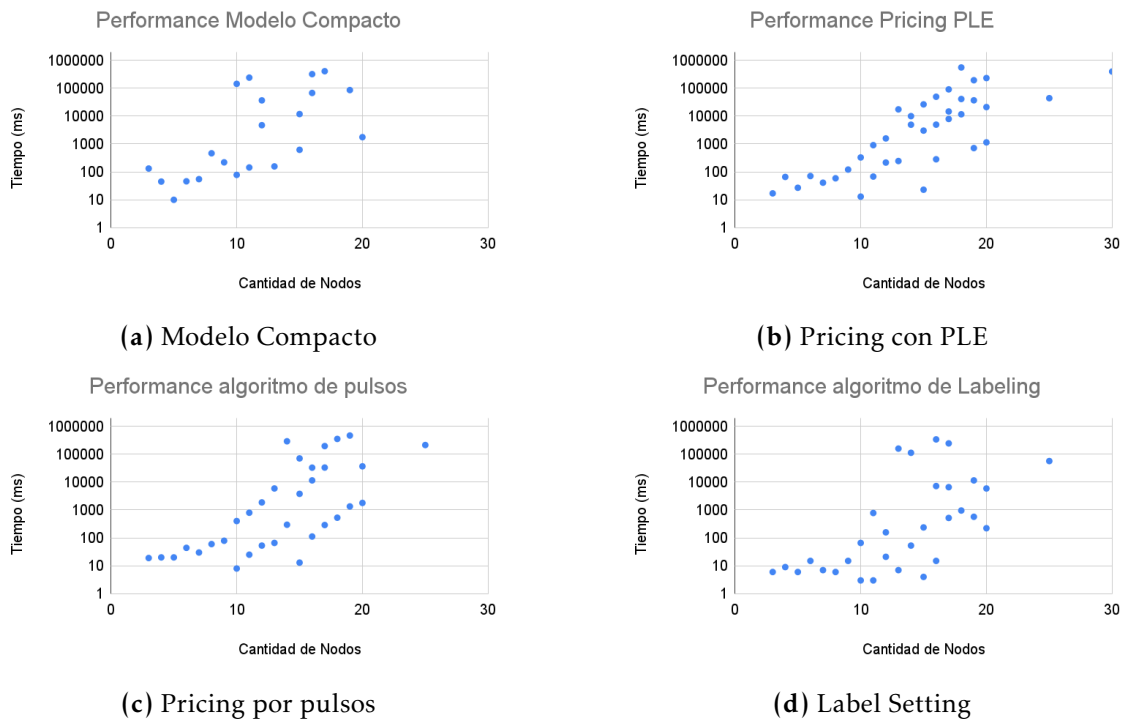 Performance Modelo Compacto
Tiempo (ms)
1000000
100000
10000
1000
100
10
1
0 10 20 30
Cantidad de Nodos
(a) Modelo Compacto
Performance Pricing PLE
Tiempo (ms)
1000000
100000
10000
1000
100
10
1
0 10 20 30
Cantidad de Nodos
(b) Pricing con PLE
Performance algoritmo de pulsos
Tiempo (ms)
1000000
100000
10000
1000
100
10
1
0 10 20 30
Cantidad de Nodos
(c) Pricing por pulsos
Performance algoritmo de Labeling
Tiempo (ms)
1000000
100000
10000
1000
100
10
1
0 10 20 30
Cantidad de Nodos
(d) Label Setting